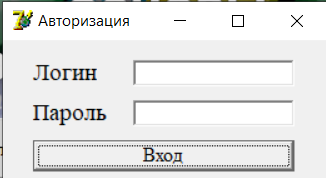 Авторизация
Логин
Пароль
Вход